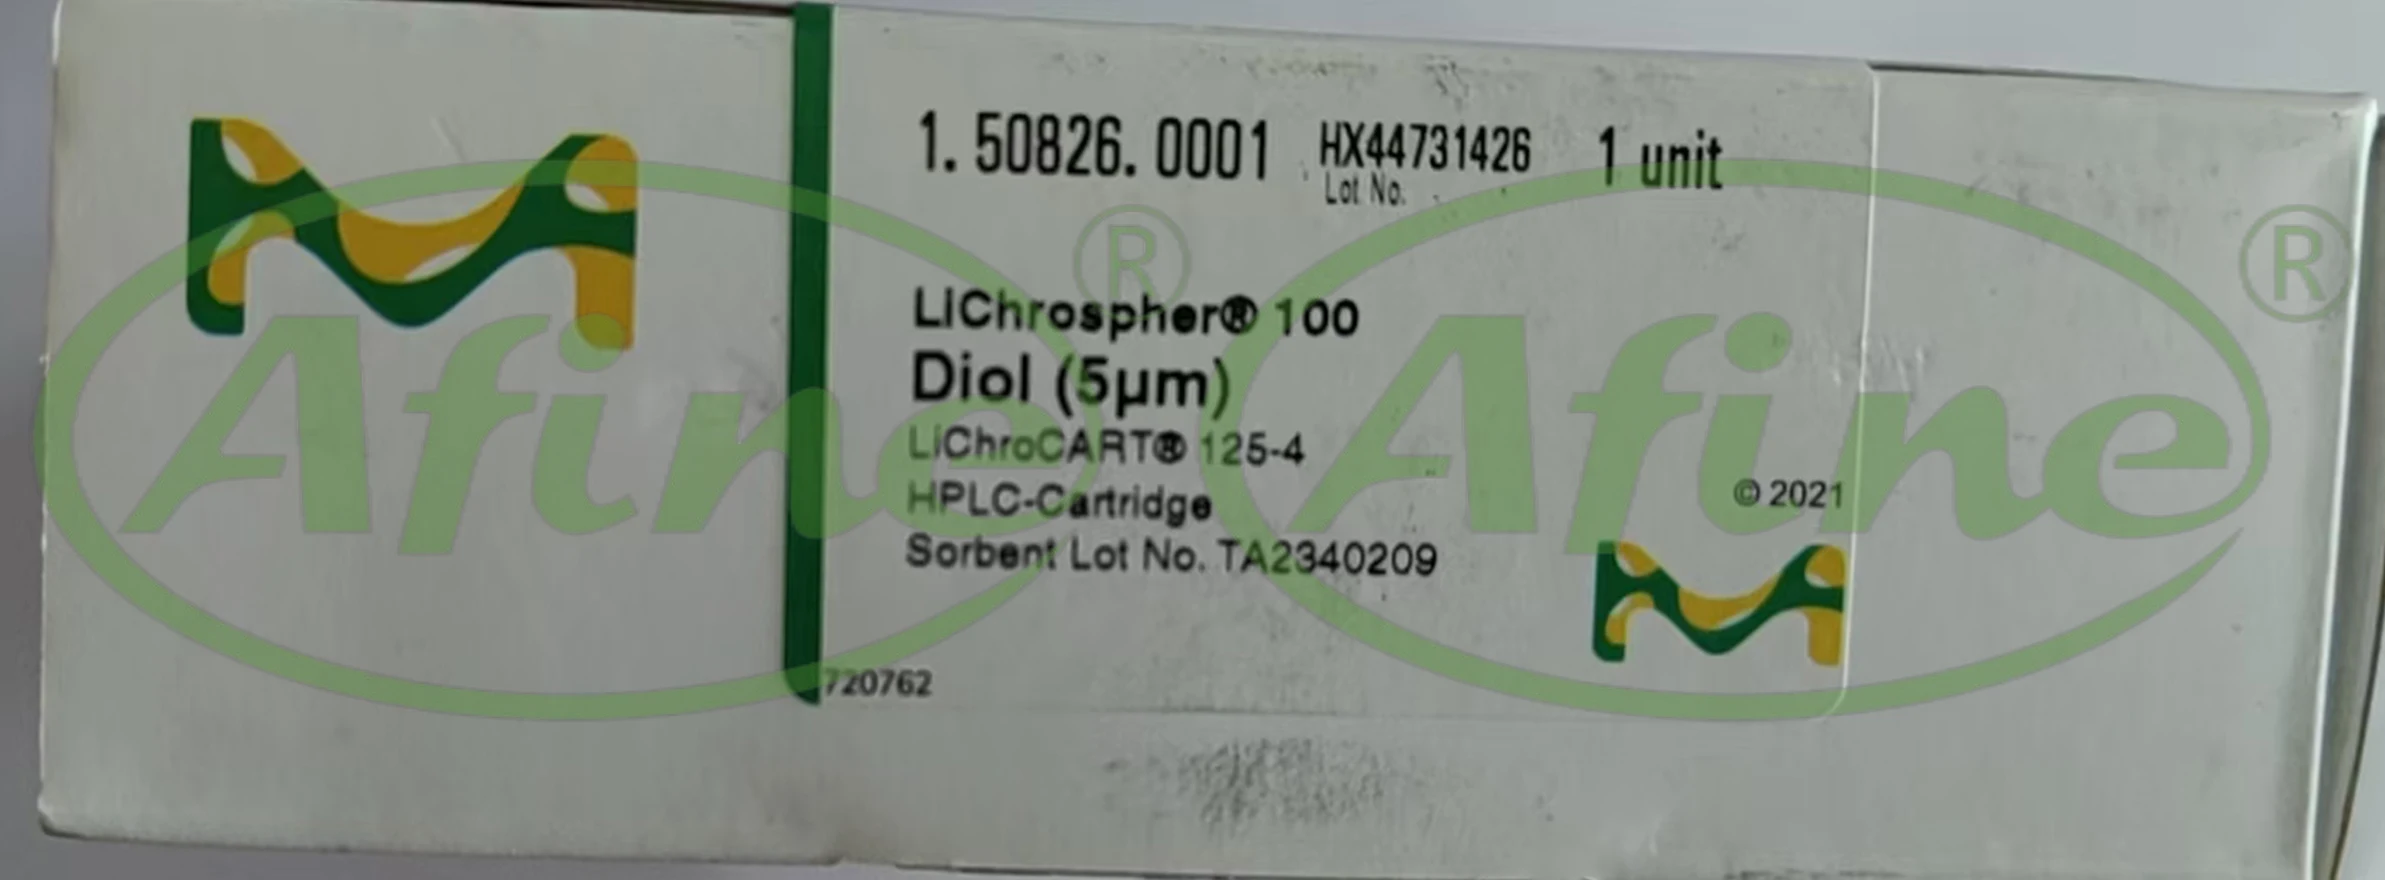 1. 50826. 0001 HX44731426 1 unit
Lot No.
LiChrospher® 100
Diol (5µm)
LiChroCART® 125-4
HPLC-Cartridge
© 2021
Sorbent Lot No. TA2340209
720762
Afine®
Afine®